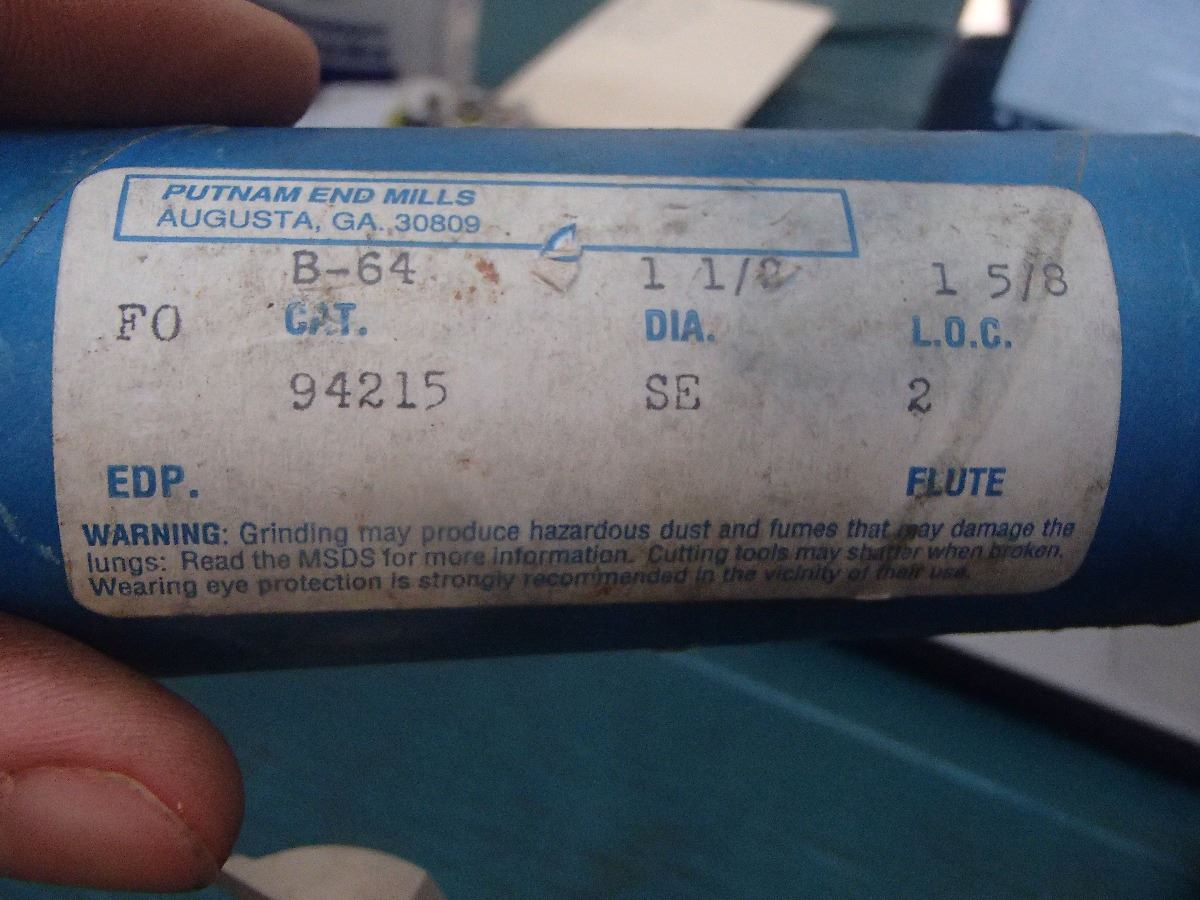 PUTNAM END MILLS
AUGUSTA, GA. 30809
B-64 1 1/8 1 5/8
FO CAT. DIA. L.O.C.
94215 SE 2
EDP. FLUTE
WARNING: Grinding may produce hazardous dust and fumes that may damage the
lungs: Read the MSDS for more information. Cutting tools may shatter when broken.
Wearing eye protection is strongly recommended in the vicinity of their use.